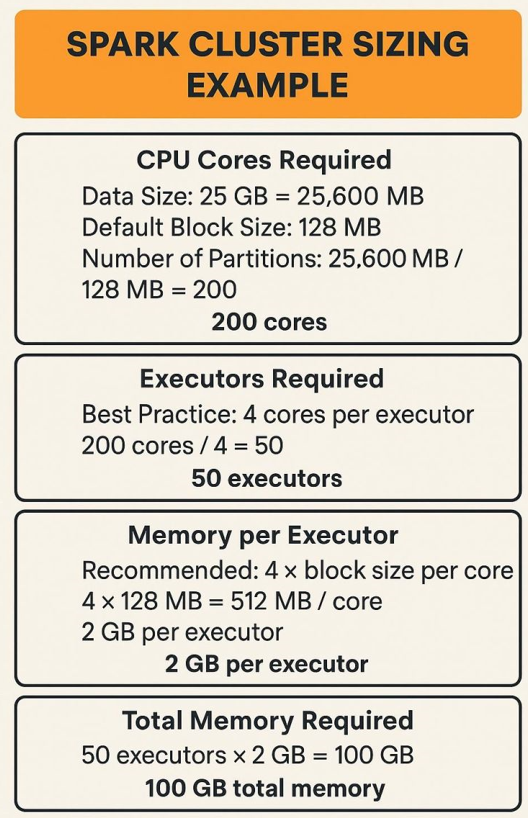 SPARK CLUSTER SIZING
EXAMPLE
CPU Cores Required
Data Size: 25 GB = 25,600 MB
Default Block Size: 128 MB
Number of Partitions: 25,600 MB /
128 MB = 200
200 cores
Executors Required
Best Practice: 4 cores per executor
200 cores / 4 = 50
50 executors
Memory per Executor
Recommended: 4 × block size per core
4 × 128 MB = 512 MB / core
2 GB per executor
2 GB per executor
Total Memory Required
50 executors × 2 GB = 100 GB
100 GB total memory